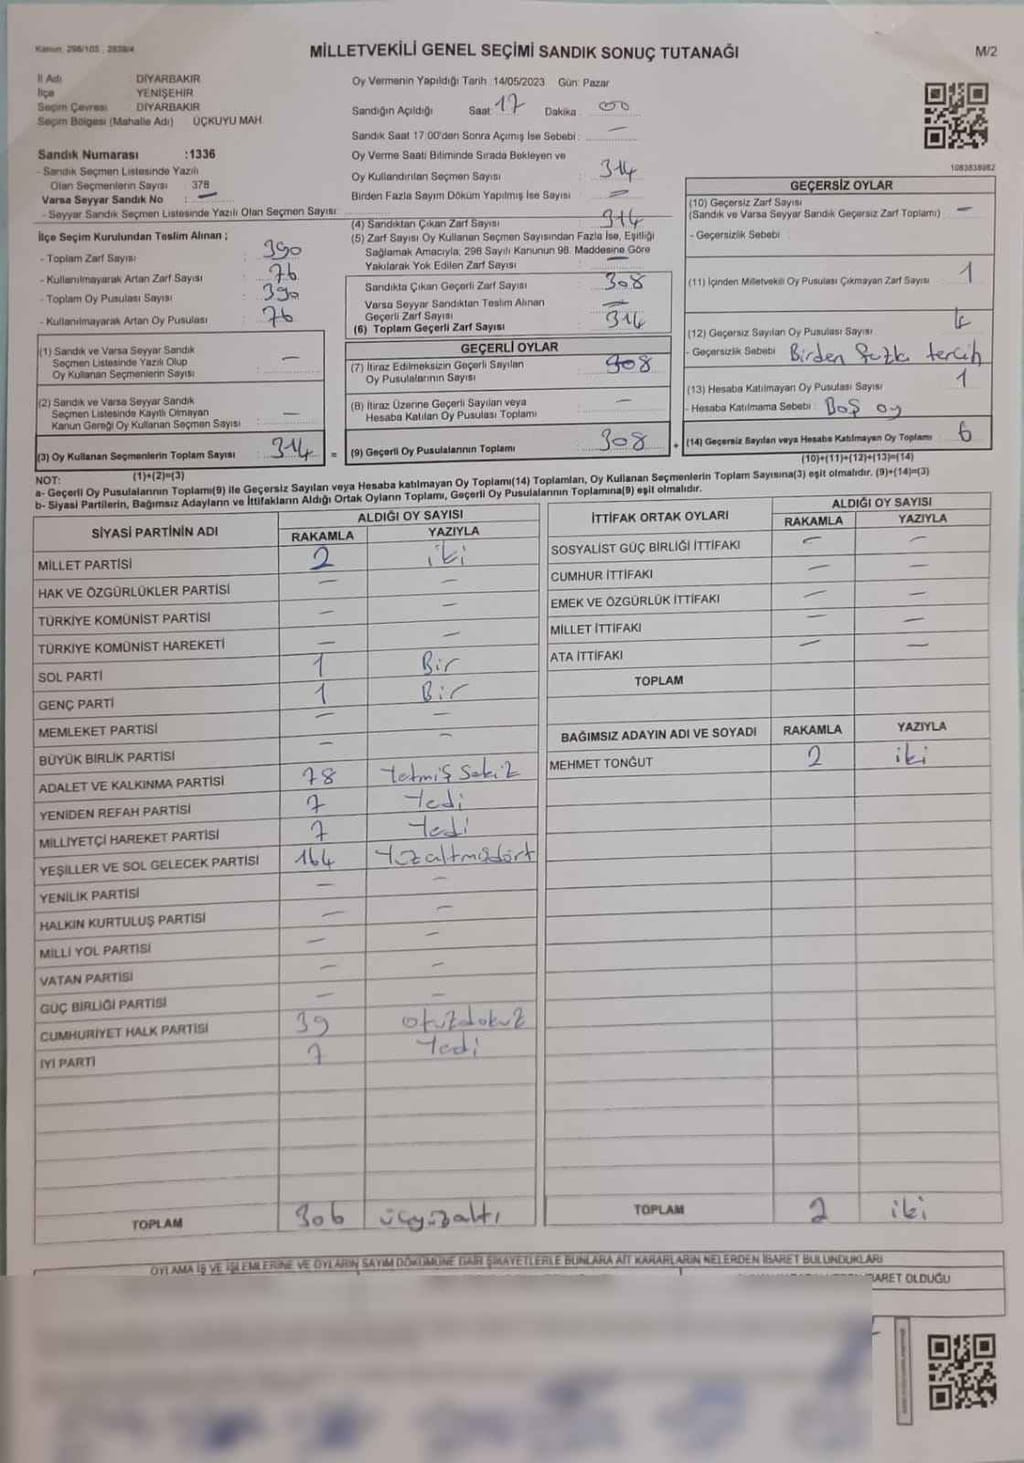 Kanun: 298/105 ; 2839/4
MİLLETVEKİLİ GENEL SEÇİMİ SANDIK SONUÇ TUTANAĞI
M/2
İl Adı DİYARBAKIR
İlçe YENİŞEHİR
Seçim Çevresi DİYARBAKIR
Seçim Bölgesi (Mahalle Adı) ÜÇKUYU MAH.
Sandık Numarası :1336
- Sandık Seçmen Listesinde Yazılı
Olan Seçmenlerin Sayısı 378
Varsa Seyyar Sandık No : —
- Seyyar Sandık Seçmen Listesinde Yazılı Olan Seçmen Sayısı
İlçe Seçim Kurulundan Teslim Alınan ;
- Toplam Zarf Sayısı : 390
- Kullanılmayarak Artan Zarf Sayısı : 76
- Toplam Oy Pusulası Sayısı : 390
- Kullanılmayarak Artan Oy Pusulası : 76
(1) Sandık ve Varsa Seyyar Sandık
Seçmen Listesinde Yazılı Olup
Oy Kullanan Seçmenlerin Sayısı : —
(2) Sandık ve Varsa Seyyar Sandık
Seçmen Listesinde Kayıtlı Olmayan
Kanun Gereği Oy Kullanan Seçmen Sayısı : —
(3) Oy Kullanan Seçmenlerin Toplam Sayısı : 314
(1)+(2)=(3)
Oy Vermenin Yapıldığı Tarih 14/05/2023 Gün: Pazar
Sandığın Açıldığı Saat 17 Dakika 00
Sandık Saat 17:00'den Sonra Açılmış İse Sebebi : —
Oy Verme Saati Bitiminde Sırada Bekleyen ve
Oy Kullandırılan Seçmen Sayısı : 314
Birden Fazla Sayım Döküm Yapılmış İse Sayısı : —
(4) Sandıktan Çıkan Zarf Sayısı : 314
(5) Zarf Sayısı Oy Kullanan Seçmen Sayısından Fazla İse, Eşitliği
Sağlamak Amacıyla; 298 Sayılı Kanunun 98. Maddesine Göre
Yakılarak Yok Edilen Zarf Sayısı : —
Sandıkta Çıkan Geçerli Zarf Sayısı : 308
Varsa Seyyar Sandıktan Teslim Alınan
Geçerli Zarf Sayısı : —
(6) Toplam Geçerli Zarf Sayısı : 314
GEÇERLİ OYLAR
(7) İtiraz Edilmeksizin Geçerli Sayılan
Oy Pusulalarının Sayısı : 308
(8) İtiraz Üzerine Geçerli Sayılan veya
Hesaba Katılan Oy Pusulası Toplamı : —
= (9) Geçerli Oy Pusulalarının Toplamı : 308
1083838982
GEÇERSİZ OYLAR
(10) Geçersiz Zarf Sayısı
(Sandık ve Varsa Seyyar Sandık Geçersiz Zarf Toplamı) —
- Geçersizlik Sebebi
(11) İçinden Milletvekili Oy Pusulası Çıkmayan Zarf Sayısı : 1
(12) Geçersiz Sayılan Oy Pusulası Sayısı : 4
- Geçersizlik Sebebi Birden fazla tercih
(13) Hesaba Katılmayan Oy Pusulası Sayısı : 1
- Hesaba Katılmama Sebebi : Boş oy
+ (14) Geçersiz Sayılan veya Hesaba Katılmayan Oy Toplamı 6
(10)+(11)+(12)+(13)=(14)
NOT:
a- Geçerli Oy Pusulalarının Toplamı(9) ile Geçersiz Sayılan veya Hesaba katılmayan Oy Toplamı(14) Toplamları, Oy Kullanan Seçmenlerin Toplam Sayısına(3) eşit olmalıdır. (9)+(14)=(3)
b- Siyasi Partilerin, Bağımsız Adayların ve İttifakların Aldığı Ortak Oyların Toplamı, Geçerli Oy Pusulalarının Toplamına(9) eşit olmalıdır.
SİYASİ PARTİNİN ADI ALDIĞI OY SAYISI
RAKAMLA YAZIYLA
MİLLET PARTİSİ 2 iki
HAK VE ÖZGÜRLÜKLER PARTİSİ — —
TÜRKİYE KOMÜNİST PARTİSİ — —
TÜRKİYE KOMÜNİST HAREKETİ — —
SOL PARTİ 1 Bir
GENÇ PARTİ 1 Bir
MEMLEKET PARTİSİ — —
BÜYÜK BİRLİK PARTİSİ — —
ADALET VE KALKINMA PARTİSİ 78 Yetmiş Sekiz
YENİDEN REFAH PARTİSİ 7 Yedi
MİLLİYETÇİ HAREKET PARTİSİ 7 Yedi
YEŞİLLER VE SOL GELECEK PARTİSİ 164 Yüzaltmışdört
YENİLİK PARTİSİ — —
HALKIN KURTULUŞ PARTİSİ — —
MİLLİ YOL PARTİSİ — —
VATAN PARTİSİ — —
GÜÇ BİRLİĞİ PARTİSİ — —
CUMHURİYET HALK PARTİSİ 39 otuzdokuz
İYİ PARTİ 7 Yedi
TOPLAM 306 üçyüzaltı
İTTİFAK ORTAK OYLARI ALDIĞI OY SAYISI
RAKAMLA YAZIYLA
SOSYALİST GÜÇ BİRLİĞİ İTTİFAKI — —
CUMHUR İTTİFAKI — —
EMEK VE ÖZGÜRLÜK İTTİFAKI — —
MİLLET İTTİFAKI — —
ATA İTTİFAKI — —
TOPLAM
BAĞIMSIZ ADAYIN ADI VE SOYADI RAKAMLA YAZIYLA
MEHMET TONĞUT 2 iki
TOPLAM 2 iki
OYLAMA İŞ VE İŞLEMLERİNE VE OYLARIN SAYIM DÖKÜMÜNE DAİR ŞİKAYETLERLE BUNLARA AİT KARARLARIN NELERDEN İBARET BULUNDUKLARI
OLDUĞU